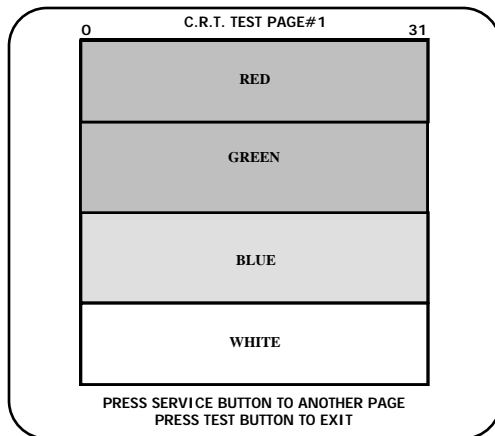 C.R.T. TEST PAGE#1
0 31
RED
GREEN
BLUE
WHITE
PRESS SERVICE BUTTON TO ANOTHER PAGE
PRESS TEST BUTTON TO EXIT